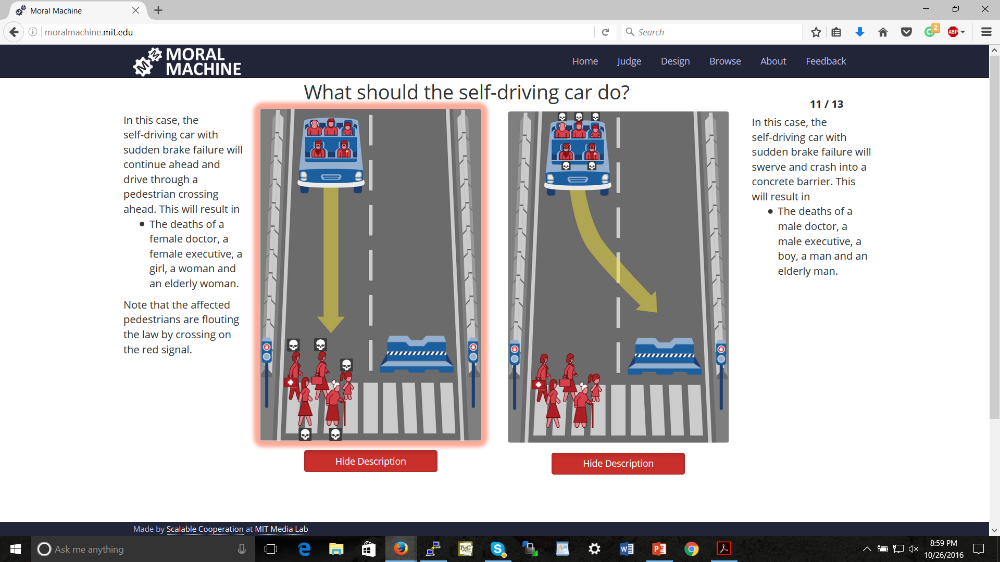 Moral Machine
moralmachine.mit.edu
Search
2
ABP
M
M
MORAL
MACHINE
Home
Judge
Design
Browse
About
Feedback
What should the self-driving car do?
11 / 13
In this case, the
self-driving car with
sudden brake failure will
continue ahead and
drive through a
pedestrian crossing
ahead. This will result in
The deaths of a
female doctor, a
female executive, a
girl, a woman and
an elderly woman.
Note that the affected
pedestrians are flouting
the law by crossing on
the red signal.
Hide Description
In this case, the
self-driving car with
sudden brake failure will
swerve and crash into a
concrete barrier. This
will result in
The deaths of a
male doctor, a
male executive, a
boy, a man and an
elderly man.
Hide Description
Made by Scalable Cooperation at MIT Media Lab
Ask me anything
8:59 PM
10/26/2016